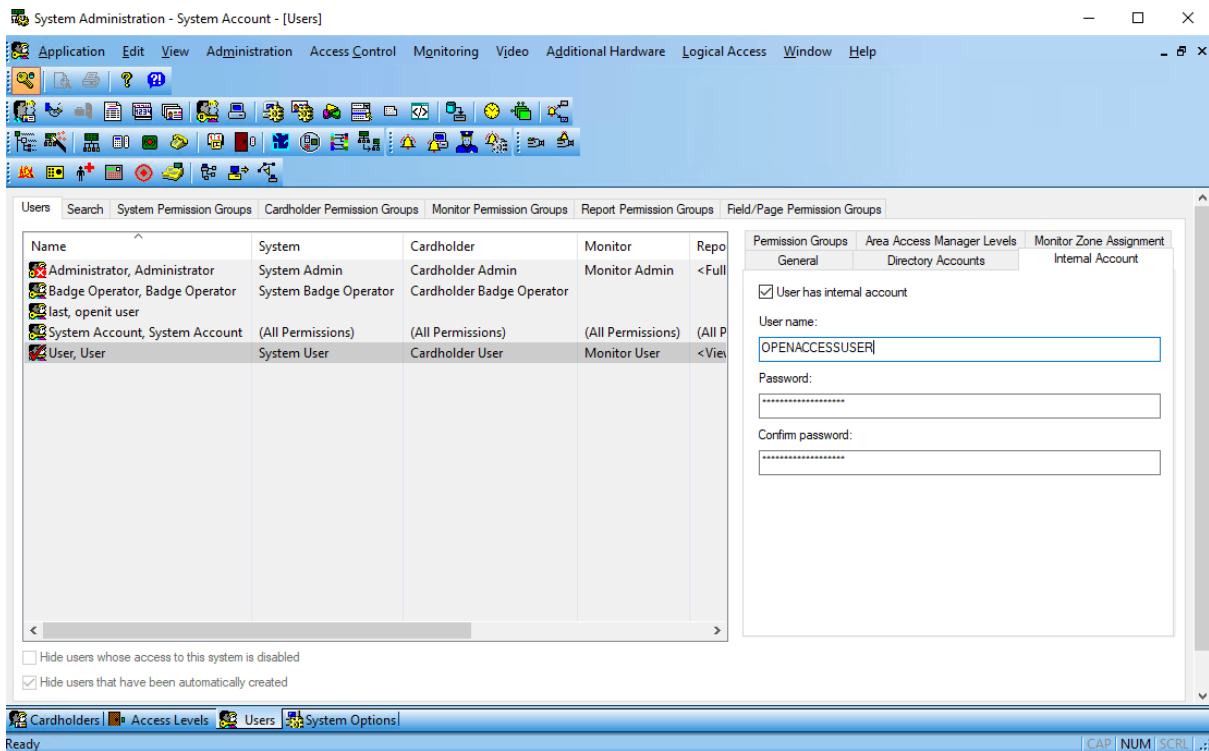 System Administration - System Account - [Users]
Application Edit View Administration Access Control Monitoring Video Additional Hardware Logical Access Window Help
Users Search System Permission Groups Cardholder Permission Groups Monitor Permission Groups Report Permission Groups Field/Page Permission Groups
Name System Cardholder Monitor Repo
Administrator, Administrator System Admin Cardholder Admin Monitor Admin <Full
Badge Operator, Badge Operator System Badge Operator Cardholder Badge Operator
last, openit user
System Account, System Account (All Permissions) (All Permissions) (All Permissions) (All P
User, User System User Cardholder User Monitor User <View
Permission Groups Area Access Manager Levels Monitor Zone Assignment
General Directory Accounts Internal Account
User has internal account
User name:
OPENACCESSUSER
Password:
*******************
Confirm password:
*******************
Hide users whose access to this system is disabled
Hide users that have been automatically created
Cardholders Access Levels Users System Options
Ready CAP NUM SCRL